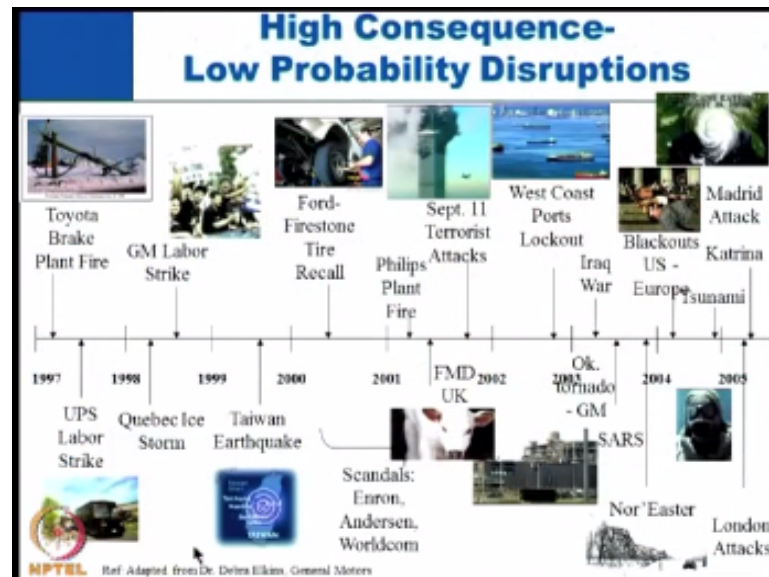 High Consequence-
Low Probability Disruptions
Toyota
Brake
Plant Fire
GM Labor
Strike
Ford-
Firestone
Tire
Recall
Philips
Plant
Fire
Sept. 11
Terrorist
Attacks
West Coast
Ports
Lockout
Iraq
War
Blackouts
US -
Europe
Tsunami
Madrid
Attack
Katrina
1997
1998
1999
2000
2001
2002
2003
2004
2005
UPS
Labor
Strike
Quebec Ice
Storm
Taiwan
Earthquake
Scandals:
Enron,
Andersen,
Worldcom
FMD
UK
Ok.
Tornado
- GM
SARS
Nor'Easter
London
Attacks
TAIWAN
NPTEL
Ref: Adapted from Dr. Debra Elkins, General Motors